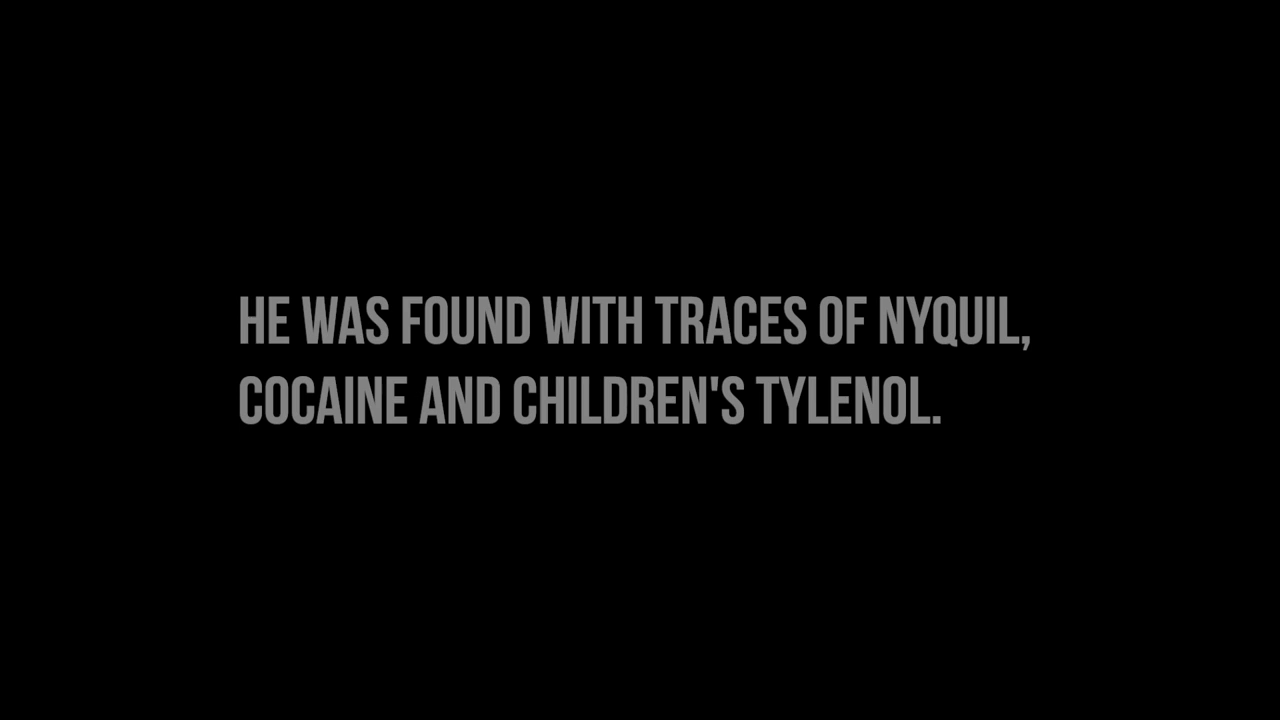 HE WAS FOUND WITH TRACES OF NYQUIL,
COCAINE AND CHILDREN'S TYLENOL.